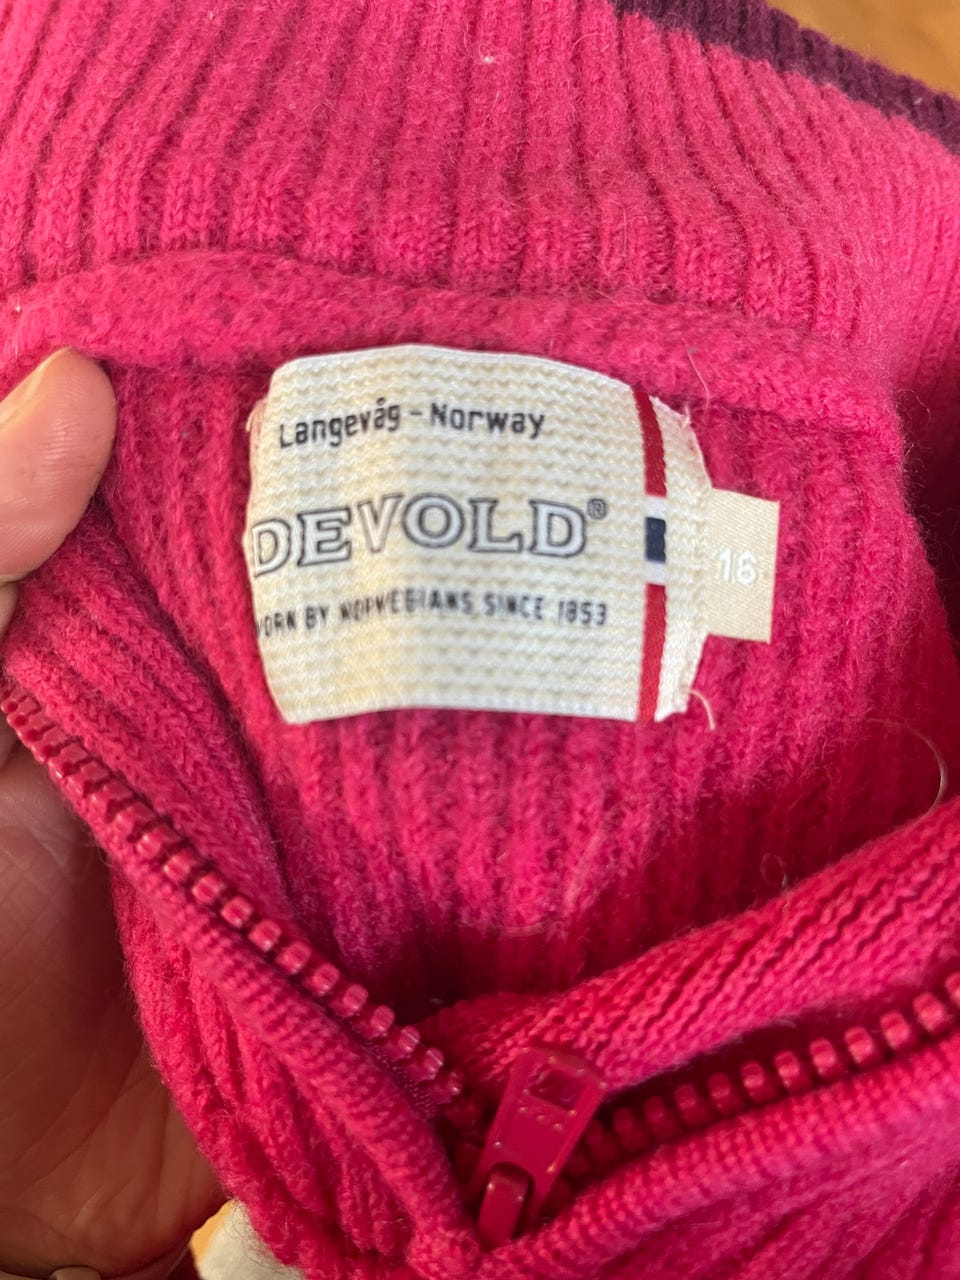 Langevåg - Norway
DEVOLD®
WORN BY NORWEGIANS SINCE 1853
16